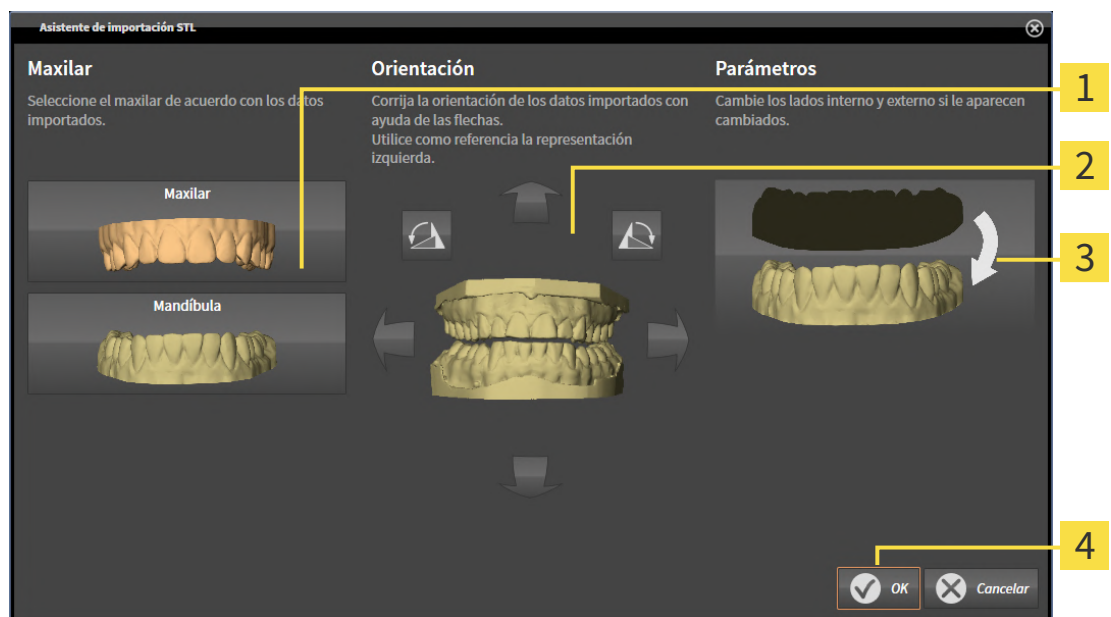 Asistente de importación STL
Maxilar
Seleccione el maxilar de acuerdo con los datos
importados.
Maxilar
Mandíbula
Orientación
Corrija la orientación de los datos importados con
ayuda de las flechas.
Utilice como referencia la representación
izquierda.
Parámetros
Cambie los lados interno y externo si le aparecen
cambiados.
1
2
3
4
OK
Cancelar